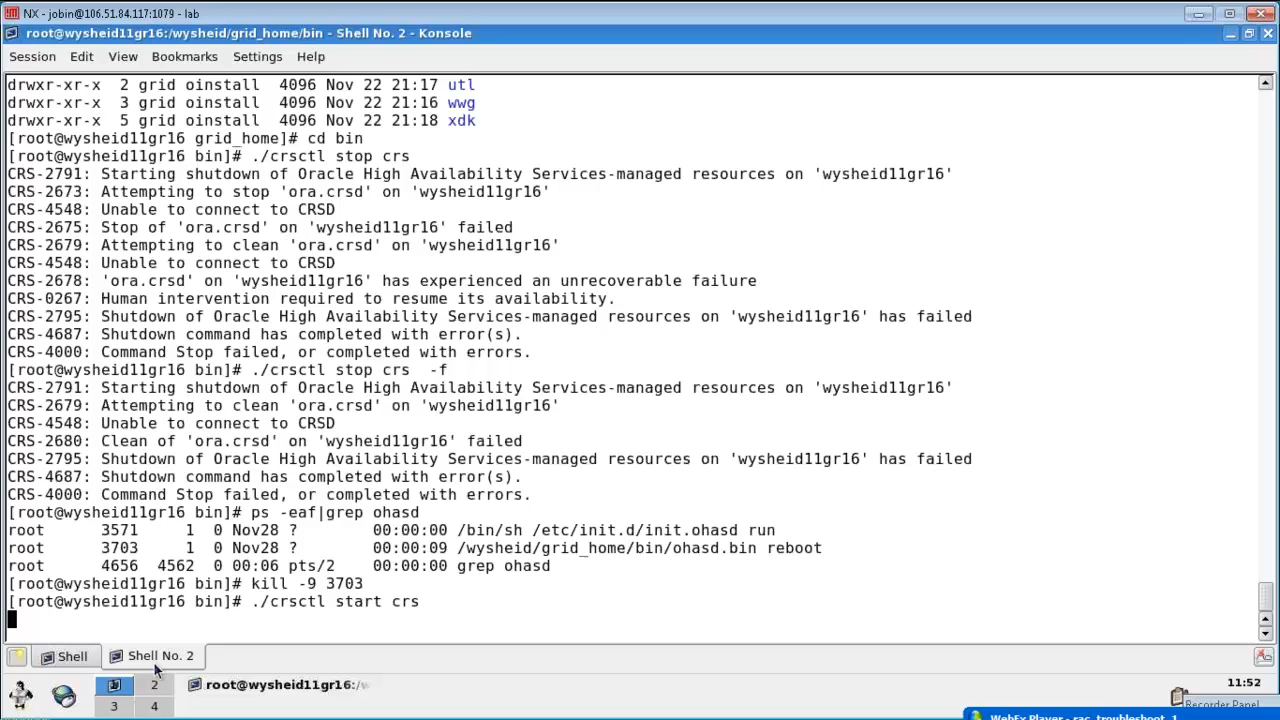 NX - jobin@106.51.84.117:1079 - lab
root@wysheid11gr16:/wysheid/grid_home/bin - Shell No. 2 - Konsole
Session Edit View Bookmarks Settings Help
drwxr-xr-x  2 grid oinstall  4096 Nov 22 21:17 utl
drwxr-xr-x  3 grid oinstall  4096 Nov 22 21:16 wwg
drwxr-xr-x  5 grid oinstall  4096 Nov 22 21:18 xdk
[root@wysheid11gr16 grid_home]# cd bin
[root@wysheid11gr16 bin]# ./crsctl stop crs
CRS-2791: Starting shutdown of Oracle High Availability Services-managed resources on 'wysheid11gr16'
CRS-2673: Attempting to stop 'ora.crsd' on 'wysheid11gr16'
CRS-4548: Unable to connect to CRSD
CRS-2675: Stop of 'ora.crsd' on 'wysheid11gr16' failed
CRS-2679: Attempting to clean 'ora.crsd' on 'wysheid11gr16'
CRS-4548: Unable to connect to CRSD
CRS-2678: 'ora.crsd' on 'wysheid11gr16' has experienced an unrecoverable failure
CRS-0267: Human intervention required to resume its availability.
CRS-2795: Shutdown of Oracle High Availability Services-managed resources on 'wysheid11gr16' has failed
CRS-4687: Shutdown command has completed with error(s).
CRS-4000: Command Stop failed, or completed with errors.
[root@wysheid11gr16 bin]# ./crsctl stop crs  -f
CRS-2791: Starting shutdown of Oracle High Availability Services-managed resources on 'wysheid11gr16'
CRS-2679: Attempting to clean 'ora.crsd' on 'wysheid11gr16'
CRS-4548: Unable to connect to CRSD
CRS-2680: Clean of 'ora.crsd' on 'wysheid11gr16' failed
CRS-2795: Shutdown of Oracle High Availability Services-managed resources on 'wysheid11gr16' has failed
CRS-4687: Shutdown command has completed with error(s).
CRS-4000: Command Stop failed, or completed with errors.
[root@wysheid11gr16 bin]# ps -eaf|grep ohasd
root      3571     1  0 Nov28 ?        00:00:00 /bin/sh /etc/init.d/init.ohasd run
root      3703     1  0 Nov28 ?        00:00:09 /wysheid/grid_home/bin/ohasd.bin reboot
root      4656  4562  0 00:06 pts/2    00:00:00 grep ohasd
[root@wysheid11gr16 bin]# kill -9 3703
[root@wysheid11gr16 bin]# ./crsctl start crs
Shell Shell No. 2
2
root@wysheid11gr16:/w
11:52
3 4
Recorder Panel
WebEx Player - rac_troubleshoot_1